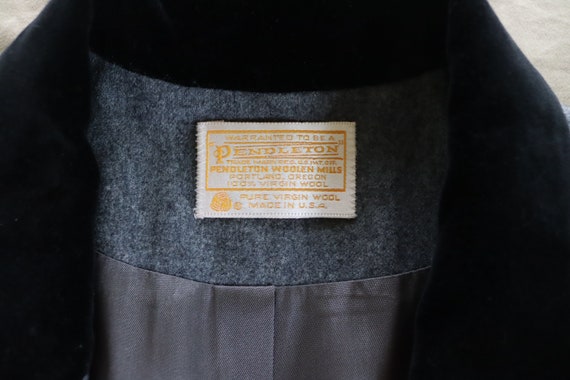 WARRANTED TO BE A
"PENDLETON"
TRADE MARK REG. U.S. PAT. OFF.
PENDLETON WOOLEN MILLS
PORTLAND, OREGON
100% VIRGIN WOOL
PURE VIRGIN WOOL
MADE IN U.S.A.